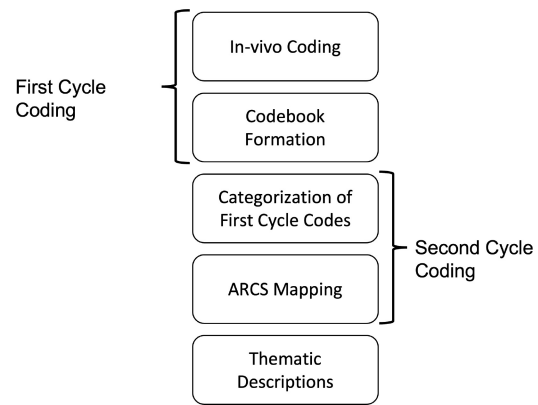 In-vivo Coding
First Cycle
Coding
Codebook
Formation
Categorization of
First Cycle Codes
Second Cycle
Coding
ARCS Mapping
Thematic
Descriptions